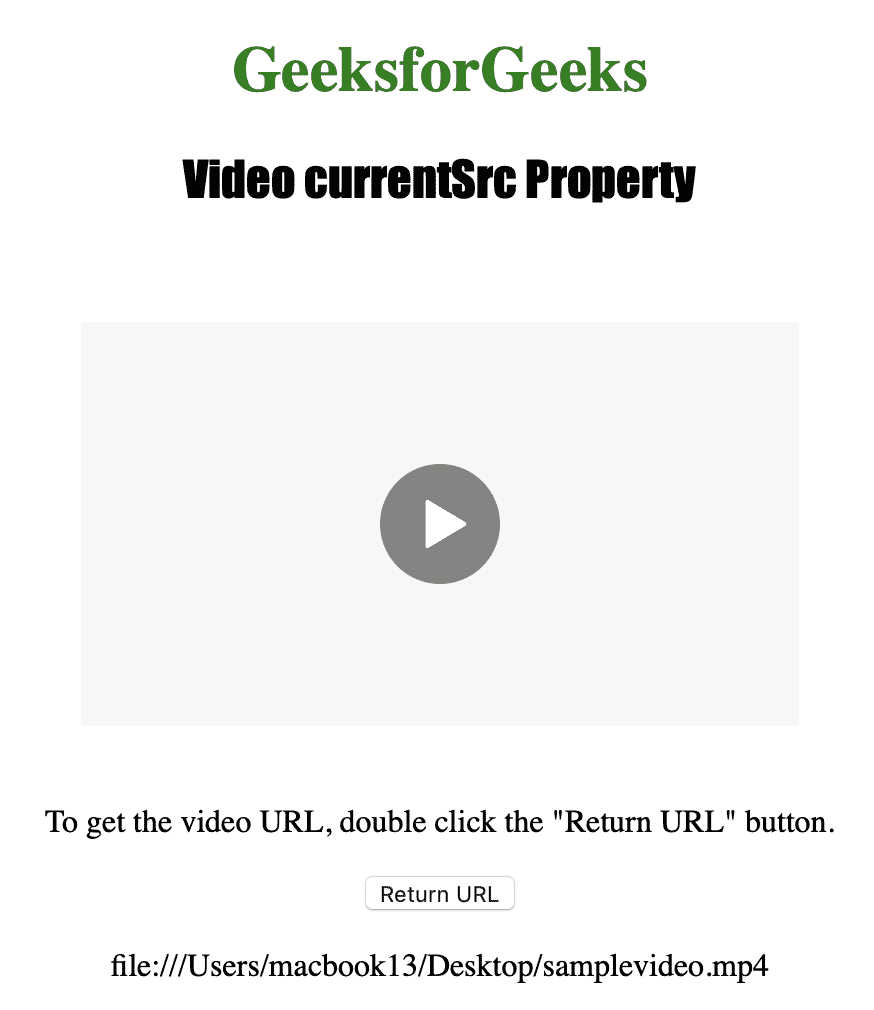 GeeksforGeeks
Video currentSrc Property
To get the video URL, double click the "Return URL" button.
Return URL
file:///Users/macbook13/Desktop/samplevideo.mp4